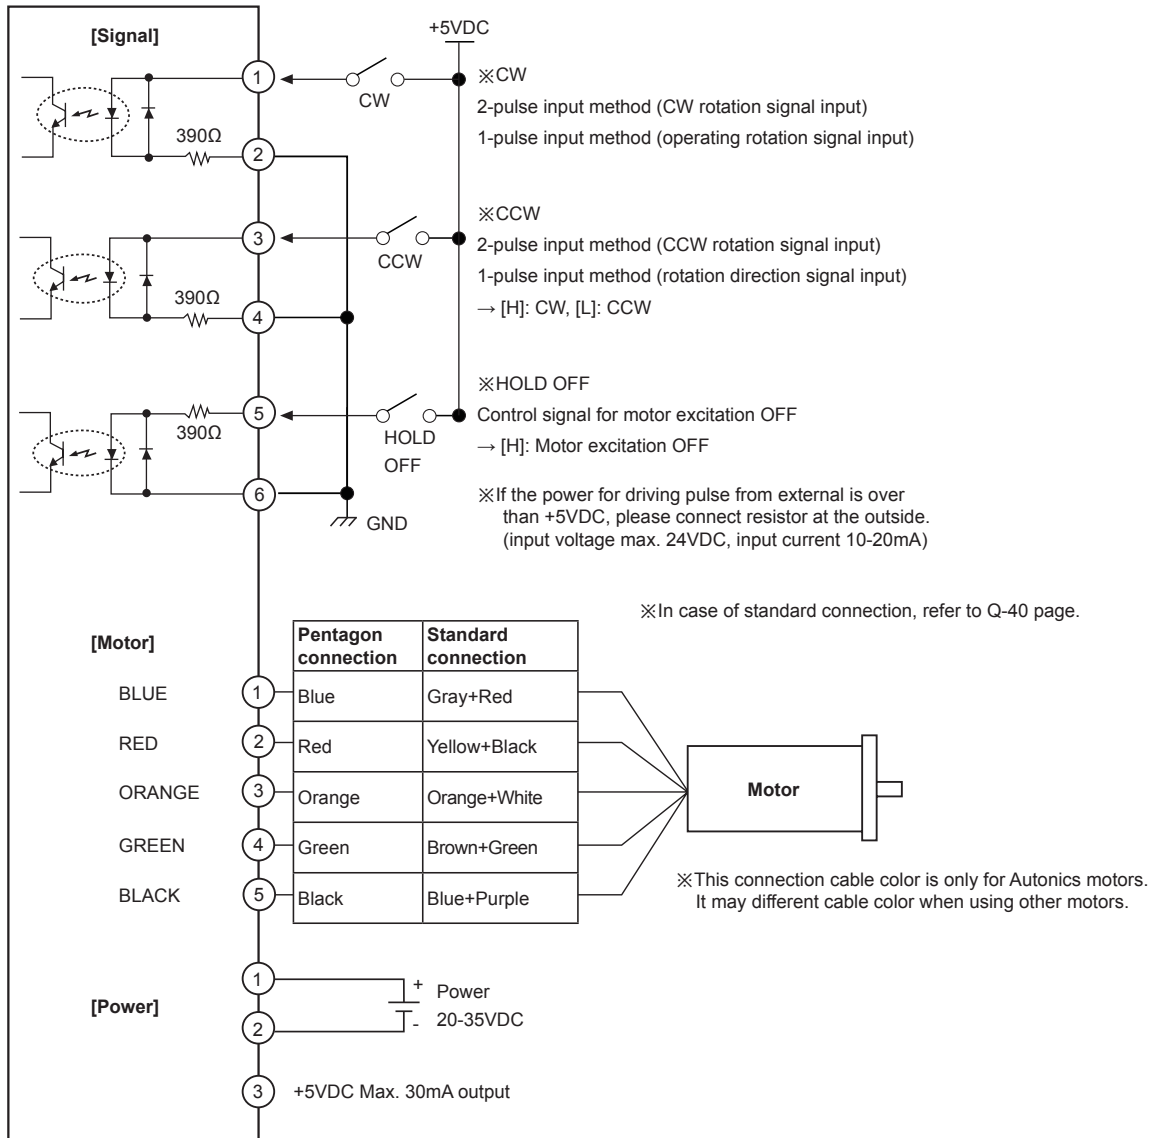 [Signal]
+5VDC
1
CW
※CW
2-pulse input method (CW rotation signal input)
1-pulse input method (operating rotation signal input)
390Ω
2
3
CCW
※CCW
2-pulse input method (CCW rotation signal input)
1-pulse input method (rotation direction signal input)
→ [H]: CW, [L]: CCW
390Ω
4
5
390Ω
HOLD
OFF
※HOLD OFF
Control signal for motor excitation OFF
→ [H]: Motor excitation OFF
6
GND
※If the power for driving pulse from external is over
than +5VDC, please connect resistor at the outside.
(input voltage max. 24VDC, input current 10-20mA)
※In case of standard connection, refer to Q-40 page.
[Motor]
Pentagon
connection
Standard
connection
BLUE
1
Blue
Gray+Red
RED
2
Red
Yellow+Black
ORANGE
3
Orange
Orange+White
GREEN
4
Green
Brown+Green
BLACK
5
Black
Blue+Purple
Motor
※This connection cable color is only for Autonics motors.
It may different cable color when using other motors.
[Power]
1
2
+
-
Power
20-35VDC
3
+5VDC Max. 30mA output